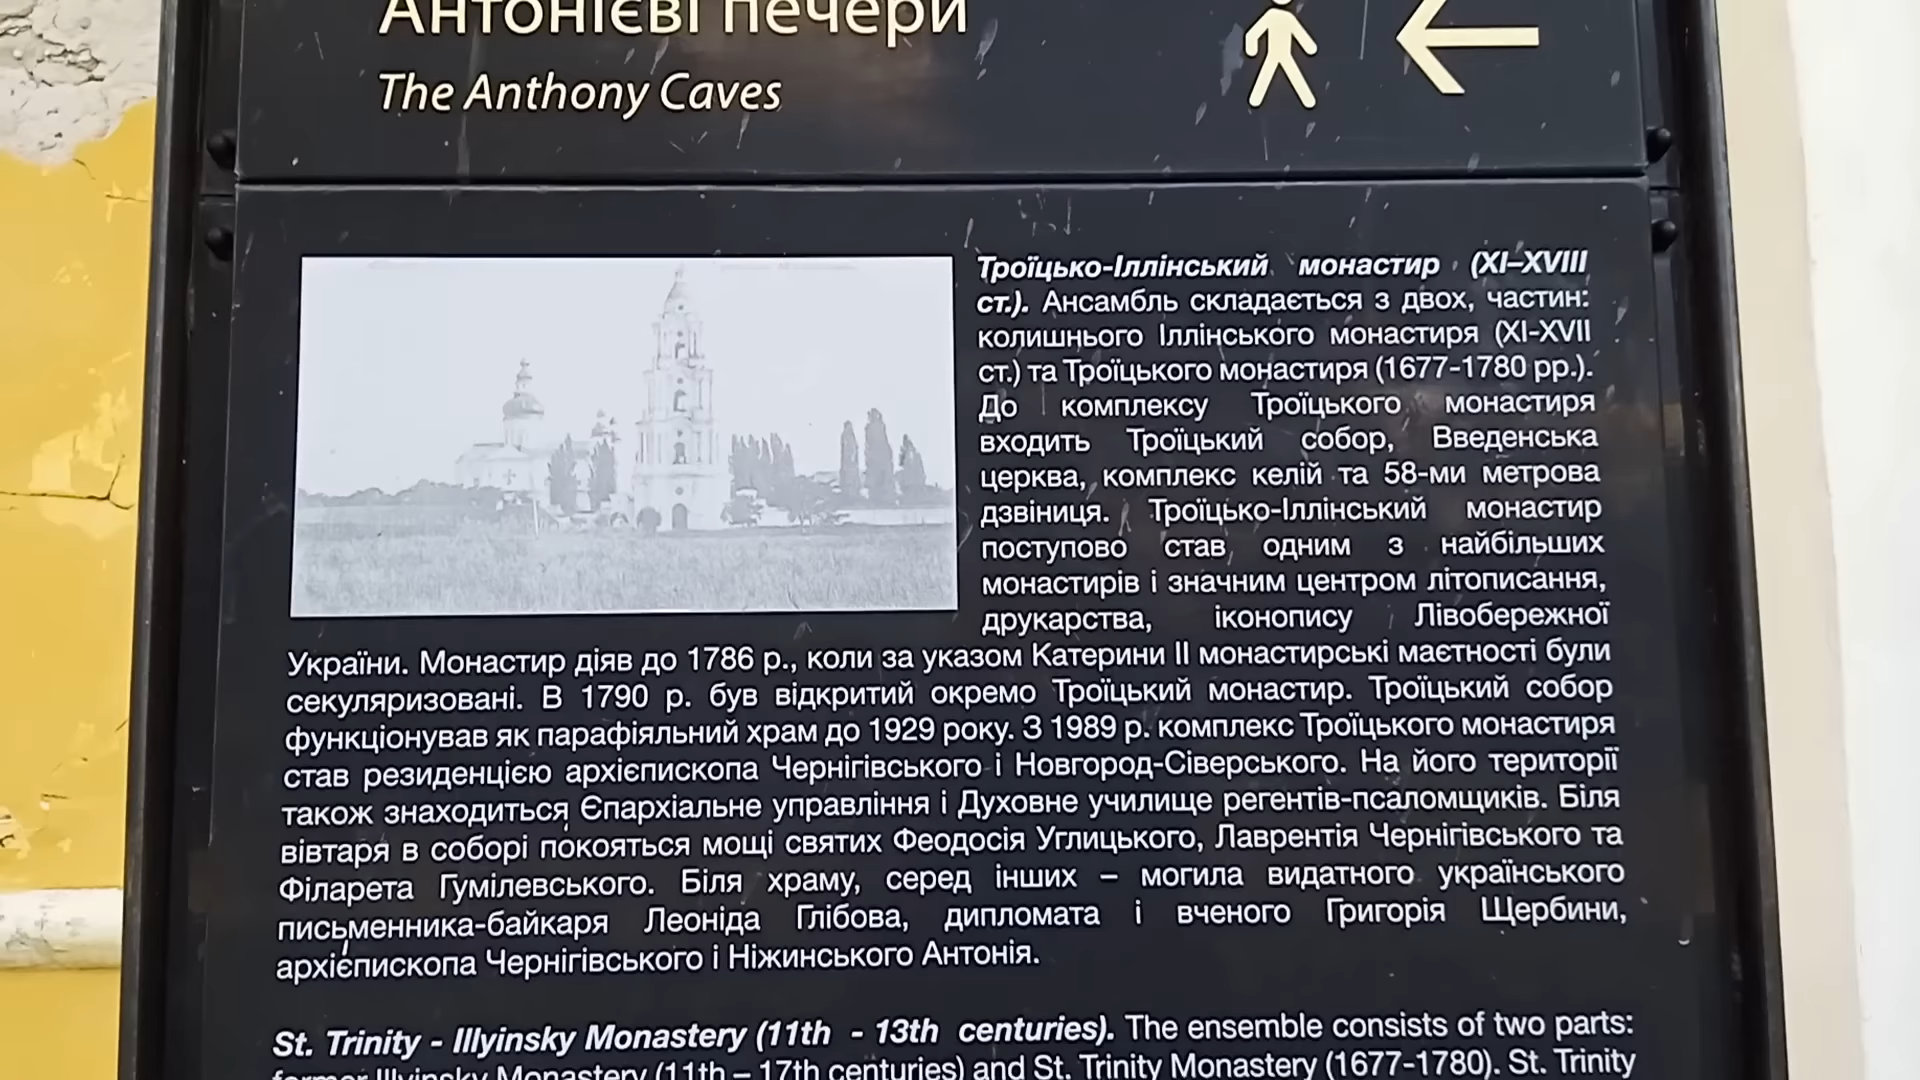 Антонієві печери
The Anthony Caves
Троїцько-Іллінський монастир (XI–XVIII
ст.). Ансамбль складається з двох, частин:
колишнього Іллінського монастиря (XI-XVII
ст.) та Троїцького монастиря (1677-1780 рр.).
До комплексу Троїцького монастиря
входить Троїцький собор, Введенська
церква, комплекс келій та 58-ми метрова
дзвіниця. Троїцько-Іллінський монастир
поступово став одним з найбільших
монастирів і значним центром літописання,
друкарства, іконопису Лівобережної
України. Монастир діяв до 1786 р., коли за указом Катерини II монастирські маєтності були
секуляризовані. В 1790 р. був відкритий окремо Троїцький монастир. Троїцький собор
функціонував як парафіяльний храм до 1929 року. З 1989 р. комплекс Троїцького монастиря
став резиденцією архієпископа Чернігівського і Новгород-Сіверського. На його території
також знаходиться Єпархіальне управління і Духовне училище регентів-псаломщиків. Біля
вівтаря в соборі покояться мощі святих Феодосія Углицького, Лаврентія Чернігівського та
Філарета Гумілевського. Біля храму, серед інших – могила видатного українського
письменника-байкаря Леоніда Глібова, дипломата і вченого Григорія Щербини,
архієпископа Чернігівського і Ніжинського Антонія.
St. Trinity - Illyinsky Monastery (11th - 13th centuries). The ensemble consists of two parts:
former Illyinsky Monastery (11th – 17th centuries) and St. Trinity Monastery (1677-1780). St. Trinity